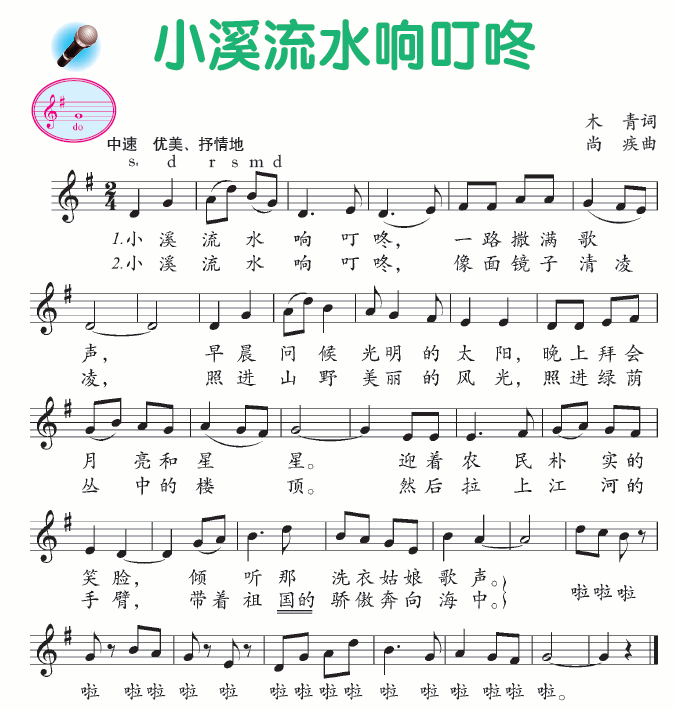 小溪流水响叮咚
do
木 青词
中速 优美、抒情地
尚 疾曲
s, d r s m d
2/4
1.小 溪 流 水 响 叮 咚， 一 路 撒 满 歌
2.小 溪 流 水 响 叮 咚， 像 面 镜 子 清 凌
声， 早 晨 问 候 光 明 的 太 阳，晚 上 拜 会
凌， 照 进 山 野 美 丽 的 风 光，照 进 绿 荫
月 亮 和 星 星。 迎 着 农 民 朴 实 的
丛 中 的 楼 顶。 然 后 拉 上 江 河 的
笑 脸， 倾 听 那 洗 衣 姑 娘 歌 声。
手 臂， 带 着 祖 国 的 骄 傲 奔 向 海 中。
啦 啦 啦
啦 啦 啦 啦 啦 啦 啦 啦 啦 啦 啦 啦 啦 啦。